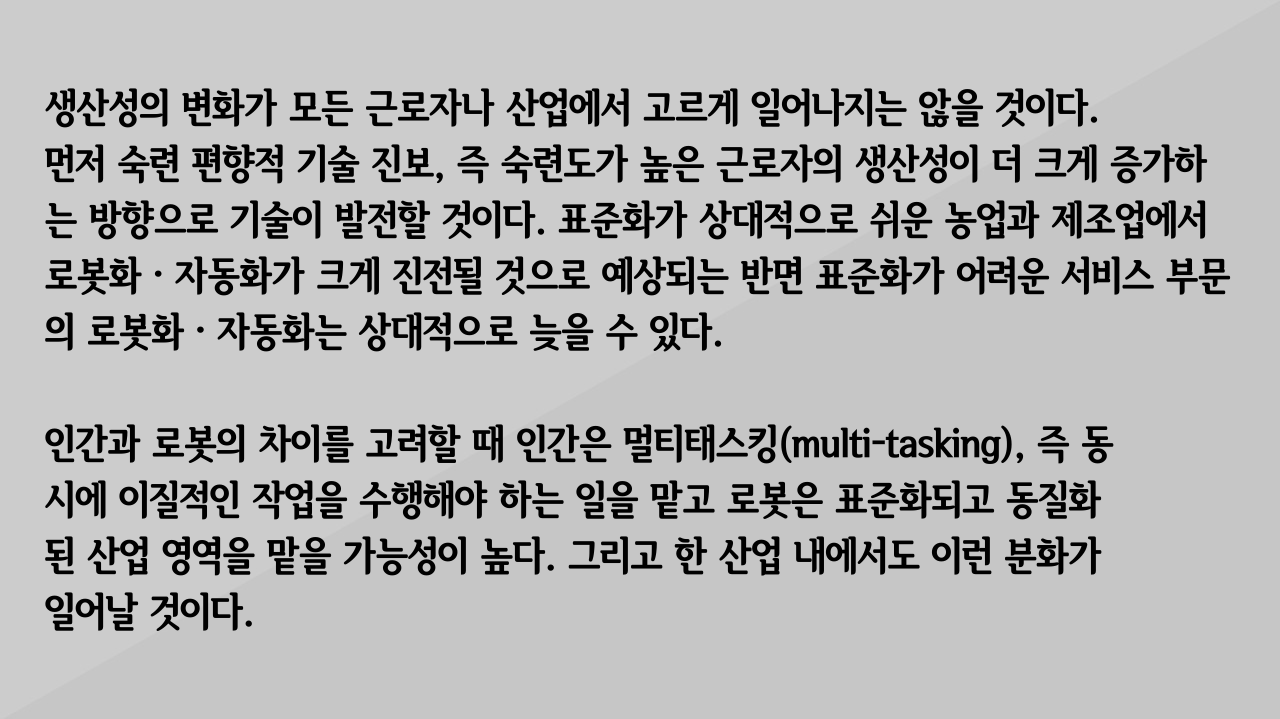 생산성의 변화가 모든 근로자나 산업에서 고르게 일어나지는 않을 것이다.
먼저 숙련 편향적 기술 진보, 즉 숙련도가 높은 근로자의 생산성이 더 크게 증가하
는 방향으로 기술이 발전할 것이다. 표준화가 상대적으로 쉬운 농업과 제조업에서
로봇화 · 자동화가 크게 진전될 것으로 예상되는 반면 표준화가 어려운 서비스 부문
의 로봇화 · 자동화는 상대적으로 늦을 수 있다.
인간과 로봇의 차이를 고려할 때 인간은 멀티태스킹(multi-tasking), 즉 동
시에 이질적인 작업을 수행해야 하는 일을 맡고 로봇은 표준화되고 동질화
된 산업 영역을 맡을 가능성이 높다. 그리고 한 산업 내에서도 이런 분화가
일어날 것이다.